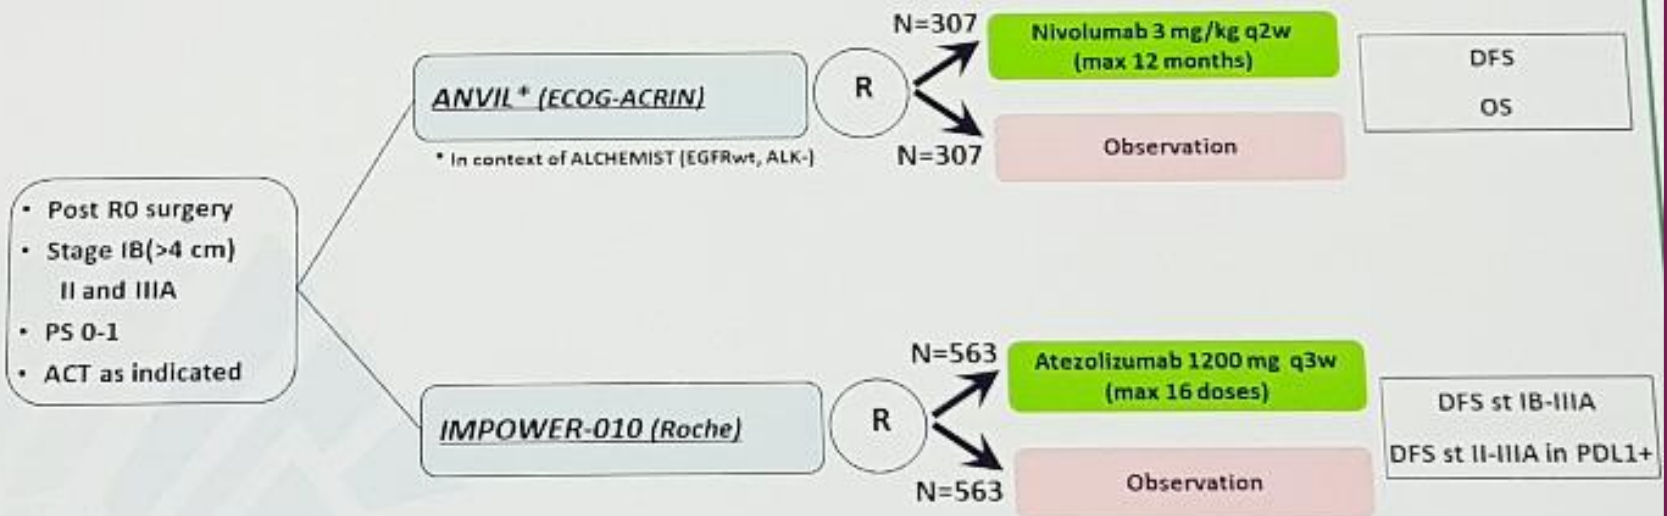 • Post R0 surgery
• Stage IB(>4 cm)
II and IIIA
• PS 0-1
• ACT as indicated
ANVIL* (ECOG-ACRIN)
* In context of ALCHEMIST (EGFRwt, ALK-)
R
N=307
N=307
Nivolumab 3 mg/kg q2w
(max 12 months)
Observation
DFS
OS
IMPOWER-010 (Roche)
R
N=563
N=563
Atezolizumab 1200 mg q3w
(max 16 doses)
Observation
DFS st IB-IIIA
DFS st II-IIIA in PDL1+